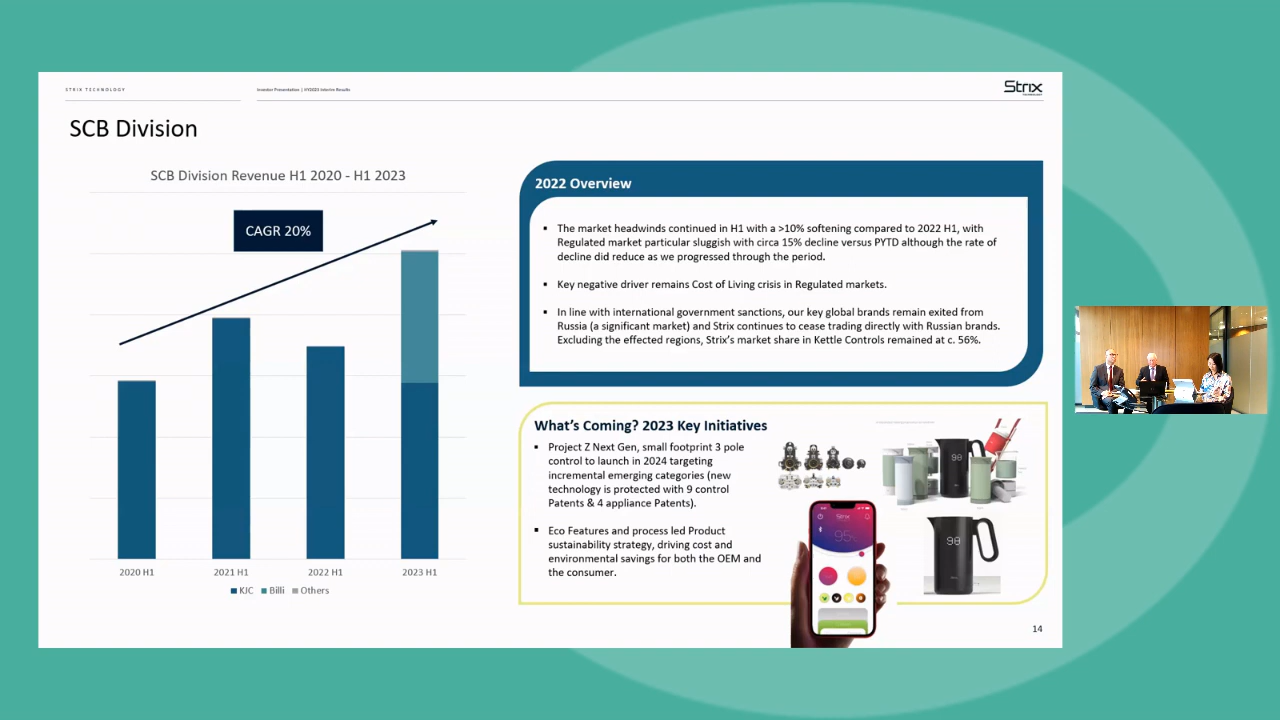 STRIX TECHNOLOGY
Investor Presentation | HY2023 Interim Results
Strix
TECHNOLOGY
SCB Division
SCB Division Revenue H1 2020 - H1 2023
CAGR 20%
2020 H1
2021 H1
2022 H1
2023 H1
KJC
Billi
Others
2022 Overview
▪ The market headwinds continued in H1 with a >10% softening compared to 2022 H1, with
Regulated market particular sluggish with circa 15% decline versus PYTD although the rate of
decline did reduce as we progressed through the period.
▪ Key negative driver remains Cost of Living crisis in Regulated markets.
▪ In line with international government sanctions, our key global brands remain exited from
Russia (a significant market) and Strix continues to cease trading directly with Russian brands.
Excluding the effected regions, Strix's market share in Kettle Controls remained at c. 56%.
What's Coming? 2023 Key Initiatives
▪ Project Z Next Gen, small footprint 3 pole
control to launch in 2024 targeting
incremental emerging categories (new
technology is protected with 9 control
Patents & 4 appliance Patents).
▪ Eco Features and process led Product
sustainability strategy, driving cost and
environmental savings for both the OEM and
the consumer.
98
98
Strix
95
14